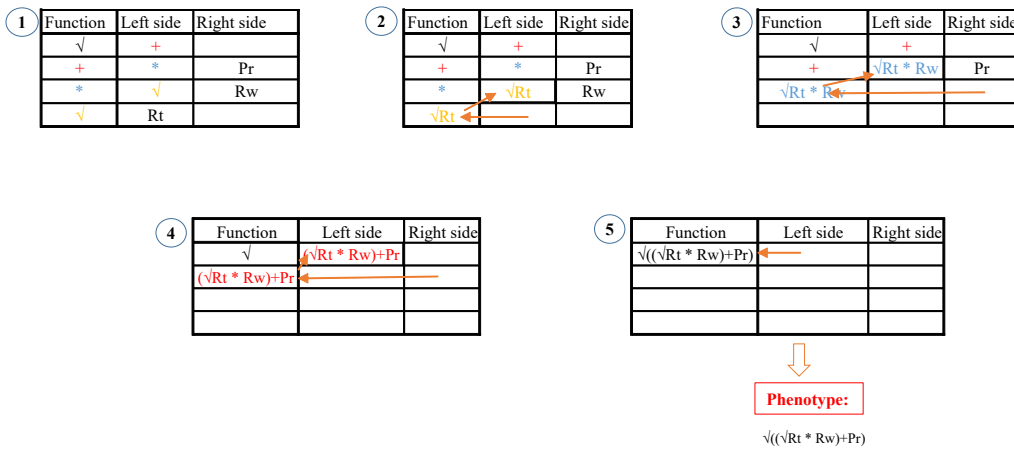 1
Function Left side Right side
√ +
+ * Pr
* √ Rw
√ Rt
2
Function Left side Right side
√ +
+ * Pr
* √Rt Rw
√Rt
3
Function Left side Right side
√ +
+ √Rt * Rw Pr
√Rt * Rw
4
Function Left side Right side
√ (√Rt * Rw)+Pr
(√Rt * Rw)+Pr
5
Function Left side Right side
√((√Rt * Rw)+Pr)
Phenotype:
√((√Rt * Rw)+Pr)